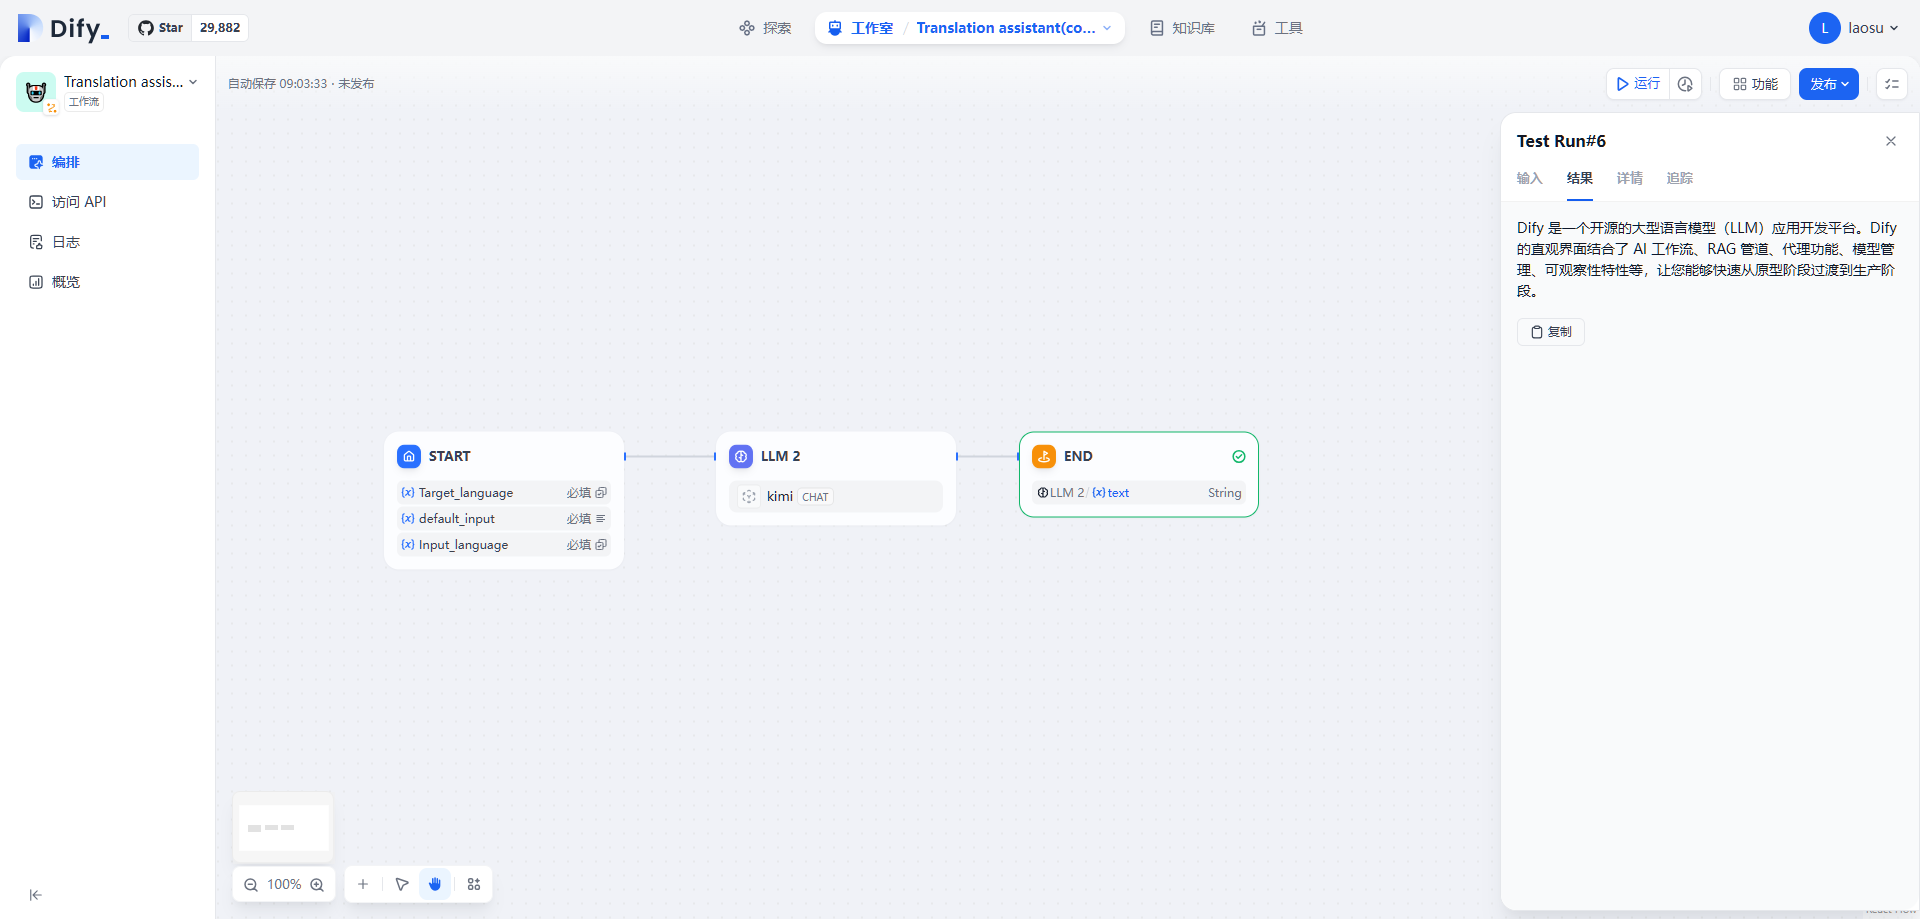 Dify_
Star 29,882
探索
工作室 / Translation assistant(co...
知识库
工具
L laosu
Translation assis...
工作流
自动保存 09:03:33 · 未发布
运行
功能
发布
编排
访问 API
日志
概览
Test Run#6
输入 结果 详情 追踪
Dify 是一个开源的大型语言模型（LLM）应用开发平台。Dify
的直观界面结合了 AI 工作流、RAG 管道、代理功能、模型管
理、可观察性特性等，让您能够快速从原型阶段过渡到生产阶
段。
复制
START
{x} Target_language 必填
{x} default_input 必填
{x} Input_language 必填
LLM 2
kimi CHAT
END
LLM 2 / {x} text String
100%